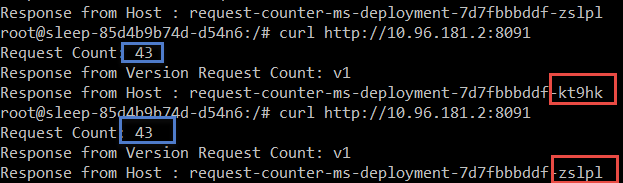 Response from Host : request-counter-ms-deployment-7d7fbbbddf-zslpl
root@sleep-85d4b9b74d-d54n6:/# curl http://10.96.181.2:8091
Request Count: 43
Response from Version Request Count: v1
Response from Host : request-counter-ms-deployment-7d7fbbbddf-kt9hk
root@sleep-85d4b9b74d-d54n6:/# curl http://10.96.181.2:8091
Request Count: 43
Response from Version Request Count: v1
Response from Host : request-counter-ms-deployment-7d7fbbbddf-zslpl